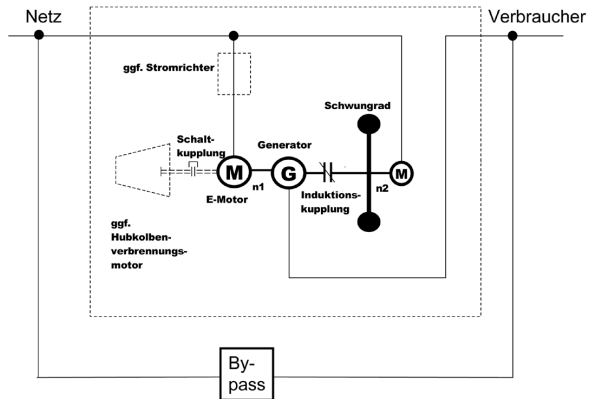 Netz
Verbraucher
ggf. Stromrichter
Schwungrad
Schalt-
kupplung
Generator
M
G
M
n1
n2
E-Motor
Induktions-
kupplung
ggf.
Hubkolben-
verbrennungs-
motor
By-
pass